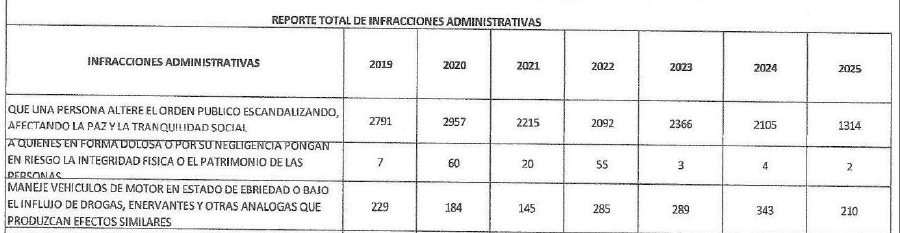 REPORTE TOTAL DE INFRACCIONES ADMINISTRATIVAS
INFRACCIONES ADMINISTRATIVAS 2019 2020 2021 2022 2023 2024 2025
QUE UNA PERSONA ALTERE EL ORDEN PUBLICO ESCANDALIZANDO,
AFECTANDO LA PAZ Y LA TRANQUILIDAD SOCIAL 2791 2957 2215 2092 2366 2105 1314
A QUIENES EN FORMA DOLOSA O POR SU NEGLIGENCIA PONGAN
EN RIESGO LA INTEGRIDAD FISICA O EL PATRIMONIO DE LAS 7 60 20 55 3 4 2
PERSONAS
MANEJE VEHICULOS DE MOTOR EN ESTADO DE EBRIEDAD O BAJO
EL INFLUJO DE DROGAS, ENERVANTES Y OTRAS ANALOGAS QUE 229 184 145 285 289 343 210
PRODUZCAN EFECTOS SIMILARES